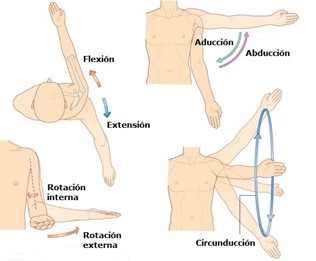 Flexión
Extensión
Aducción
Abducción
Rotación
interna
Rotación
externa
Circunducción